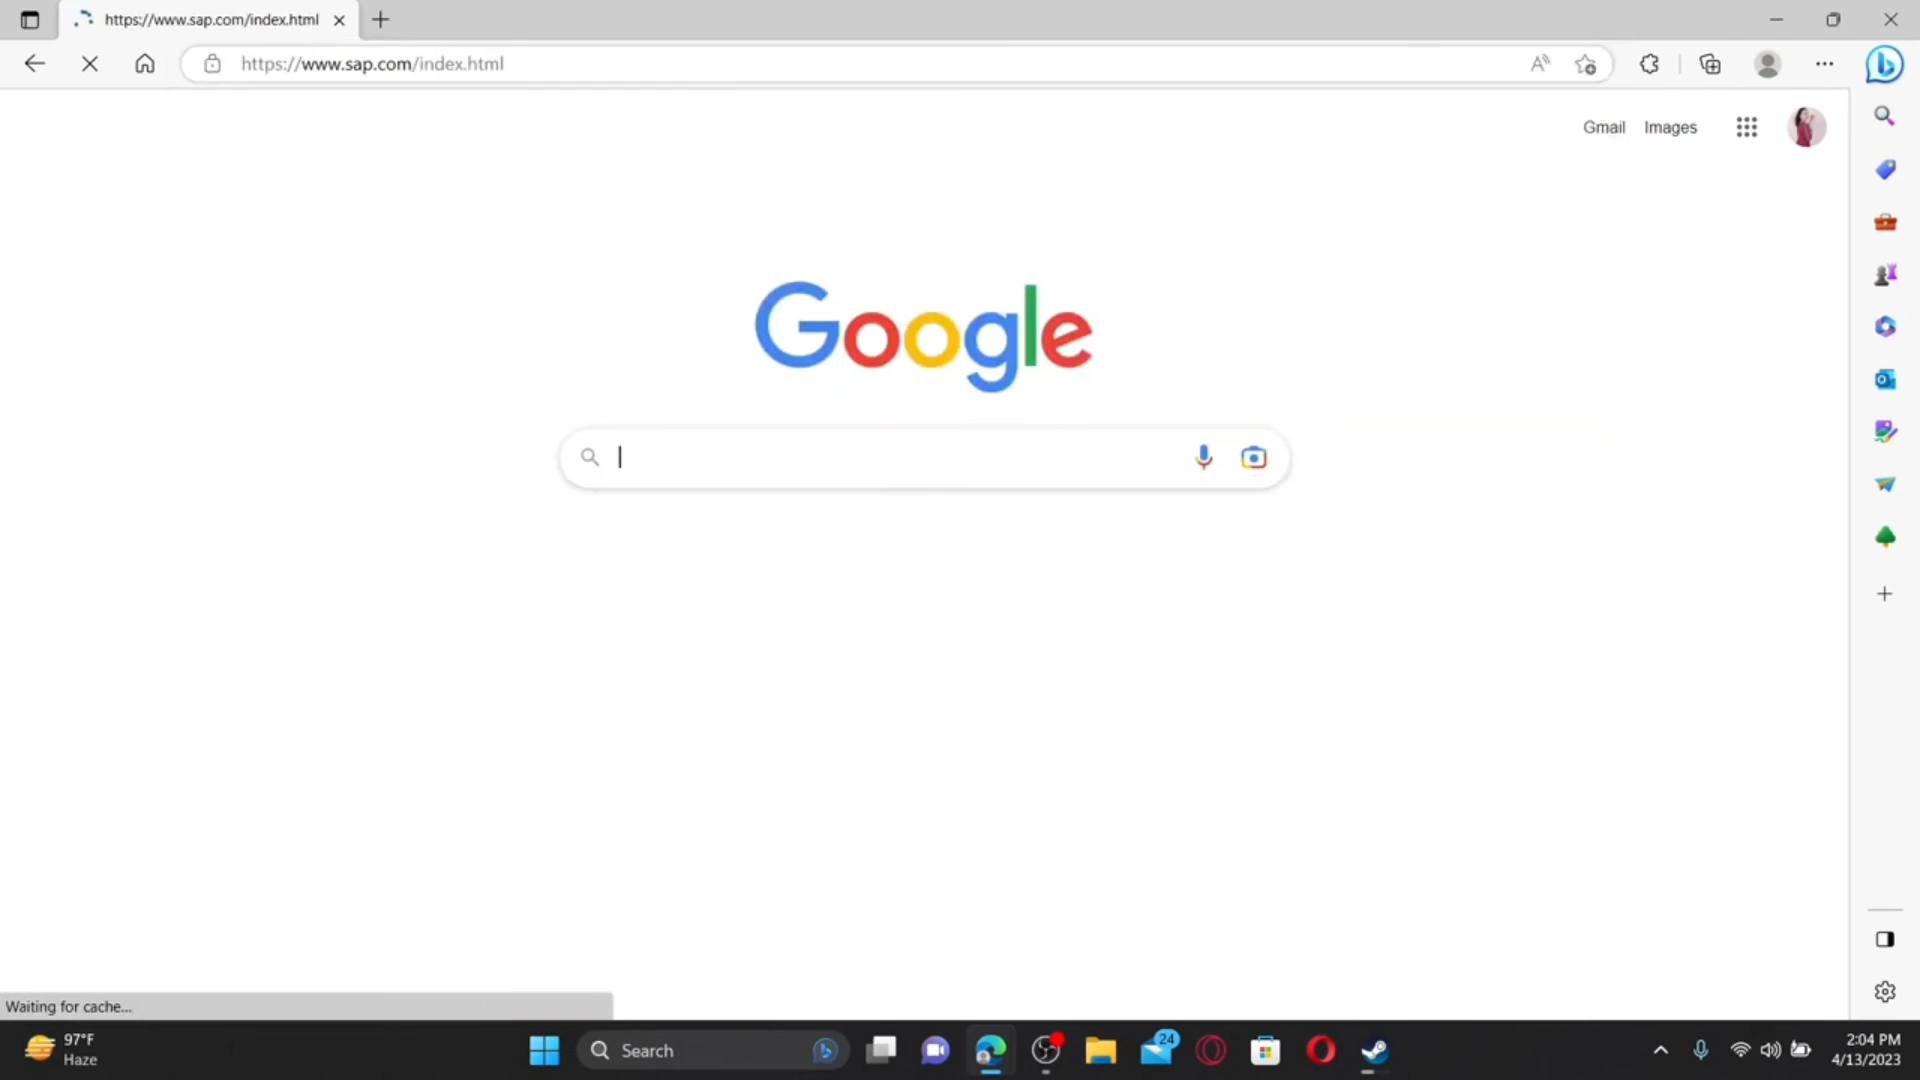 https://www.sap.com/index.html
https://www.sap.com/index.html
Gmail Images
Google
Waiting for cache...
97°F
Haze
Search
24
2:04 PM
4/13/2023